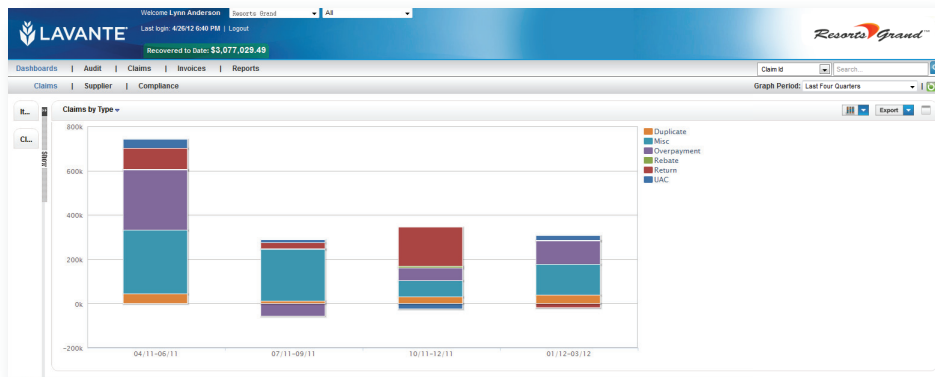 Welcome Lynn Anderson Resorts Grand All
LAVANTE
Last login: 4/26/12 6:40 PM | Logout
Resorts Grand
Recovered to Date: $3,077,029.49
Dashboards | Audit | Claims | Invoices | Reports
Claim Id Search...
Claims | Supplier | Compliance
Graph Period: Last Four Quarters
It...
Claims by Type
Export
Cl...
Show
800k
600k
400k
200k
0k
-200k
Duplicate
Misc
Overpayment
Rebate
Return
UAC
04/11-06/11 07/11-09/11 10/11-12/11 01/12-03/12